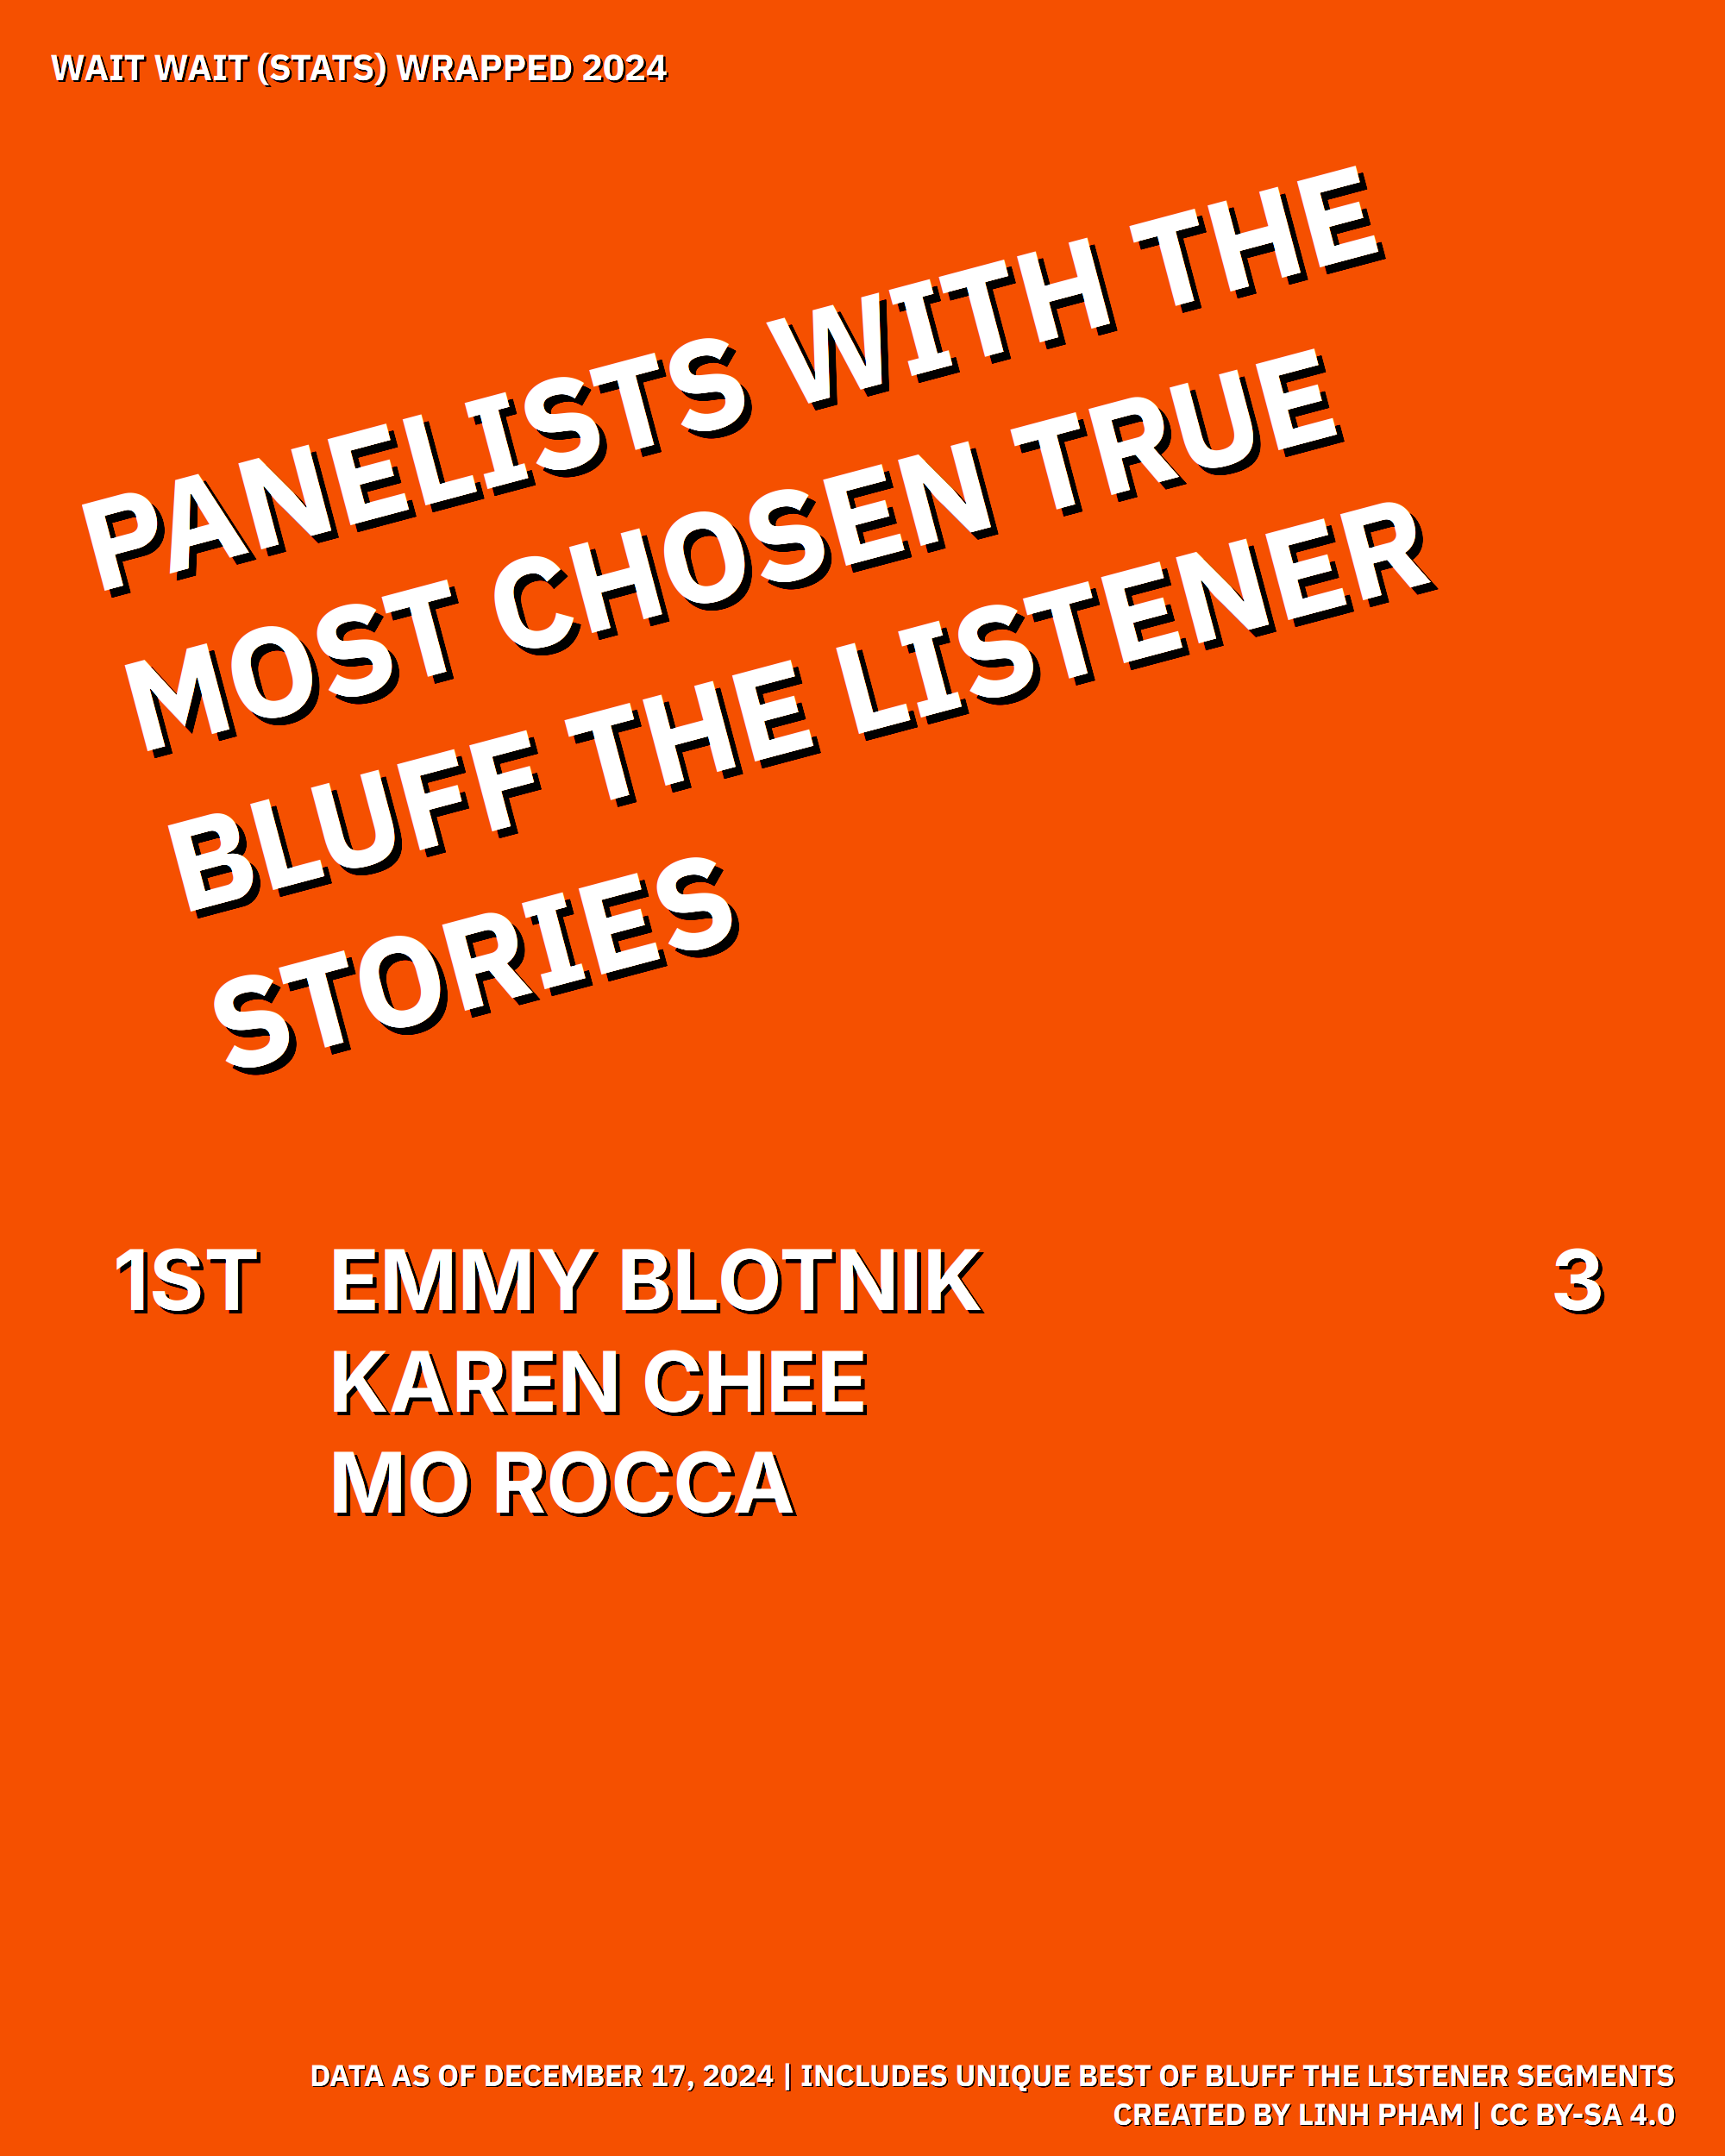 WAIT WAIT (STATS) WRAPPED 2024
PANELISTS WITH THE
MOST CHOSEN TRUE
BLUFF THE LISTENER
STORIES
1ST EMMY BLOTNIK 3
KAREN CHEE
MO ROCCA
DATA AS OF DECEMBER 17, 2024 | INCLUDES UNIQUE BEST OF BLUFF THE LISTENER SEGMENTS
CREATED BY LINH PHAM | CC BY-SA 4.0